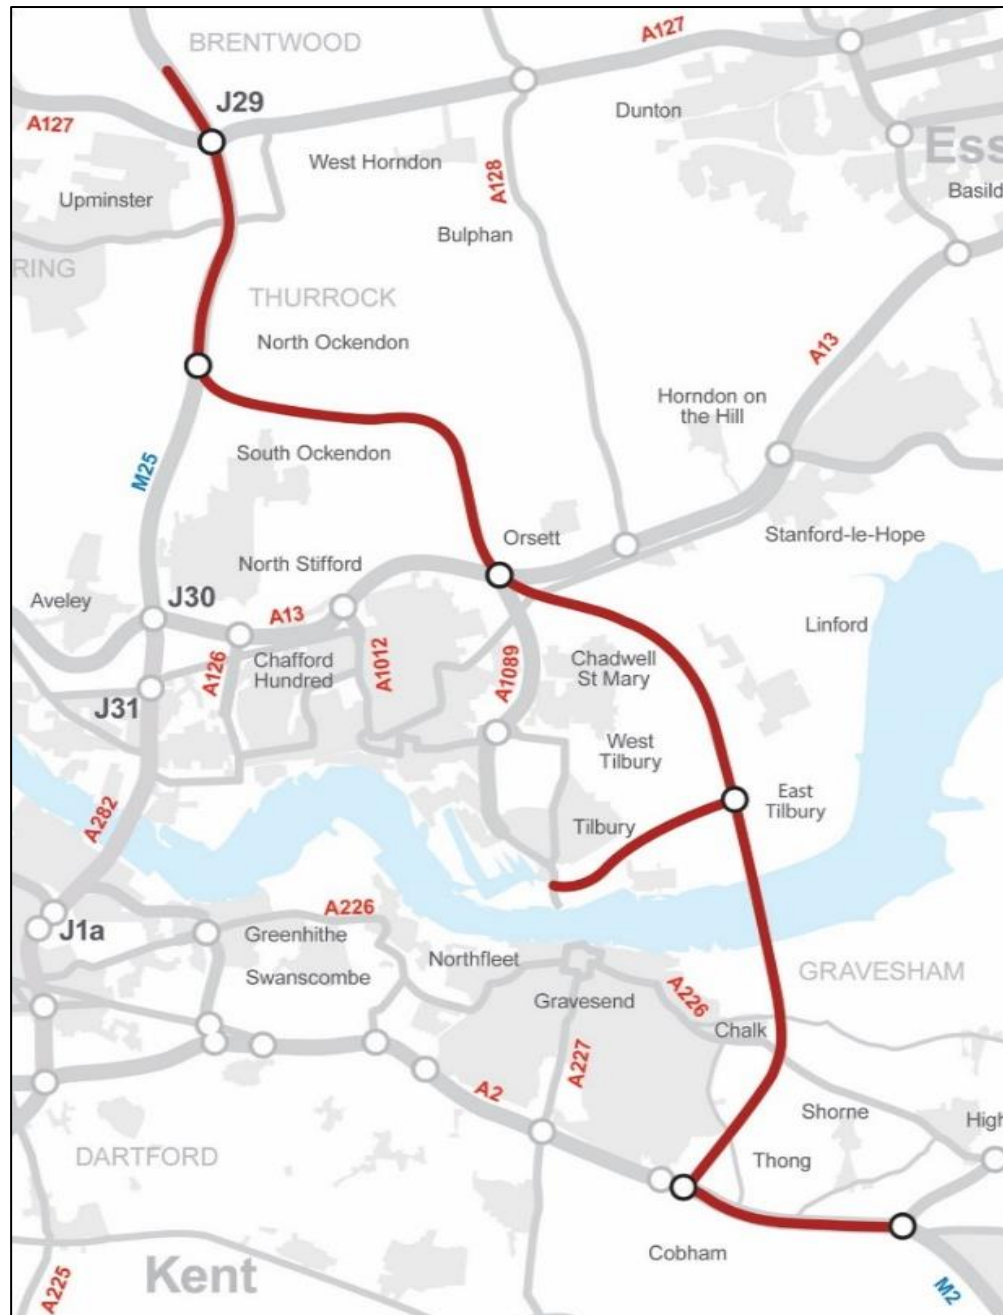 BRENTWOOD
A127
J29
Dunton
A127
West Horndon
Ess
A128
Upminster
Basild
Bulphan
RING
THURROCK
North Ockendon
A13
Horndon on
the Hill
South Ockendon
M25
Orsett
Stanford-le-Hope
North Stifford
Aveley
J30
A13
Linford
A126
Chafford
Hundred
A1012
A1089
Chadwell
St Mary
J31
West
Tilbury
East
Tilbury
A282
Tilbury
A226
J1a
Greenhithe
Northfleet
Swanscombe
GRAVESHAM
Gravesend
A226
Chalk
A227
A2
Shorne
High
DARTFORD
Thong
Cobham
Kent
A225
M2